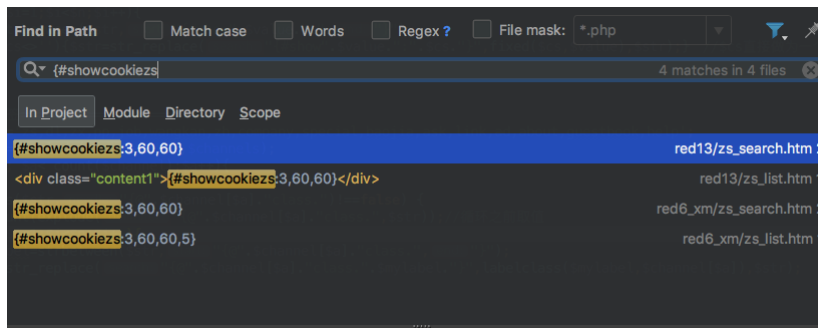 Find in Path Match case Words Regex ? File mask: *.php
{#showcookiezs 4 matches in 4 files
In Project Module Directory Scope
{#showcookiezs:3,60,60} red13/zs_search.htm
<div class="content1">{#showcookiezs:3,60,60}</div> red13/zs_list.htm
{#showcookiezs:3,60,60} red6_xm/zs_search.htm
{#showcookiezs:3,60,60,5} red6_xm/zs_list.htm